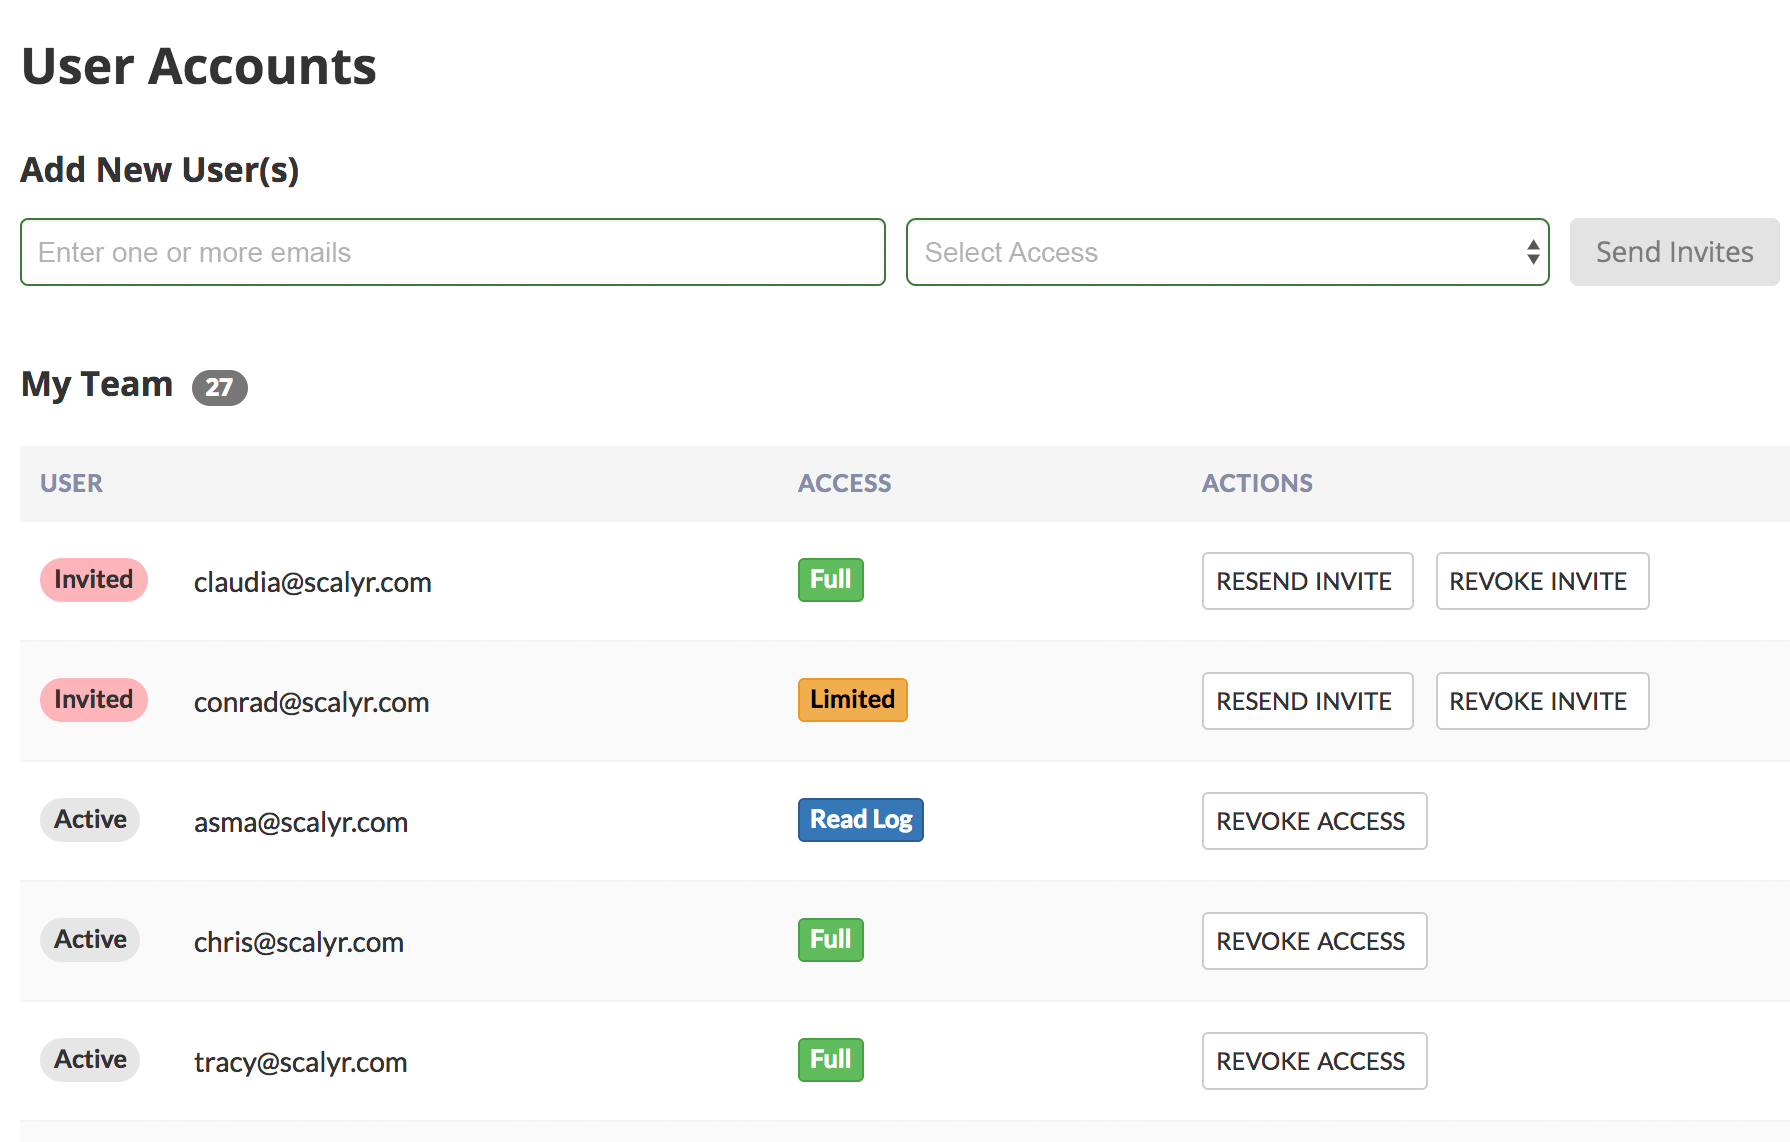 User Accounts
Add New User(s)
Enter one or more emails Select Access Send Invites
My Team 27
USER ACCESS ACTIONS
Invited claudia@scalyr.com Full RESEND INVITE REVOKE INVITE
Invited conrad@scalyr.com Limited RESEND INVITE REVOKE INVITE
Active asma@scalyr.com Read Log REVOKE ACCESS
Active chris@scalyr.com Full REVOKE ACCESS
Active tracy@scalyr.com Full REVOKE ACCESS